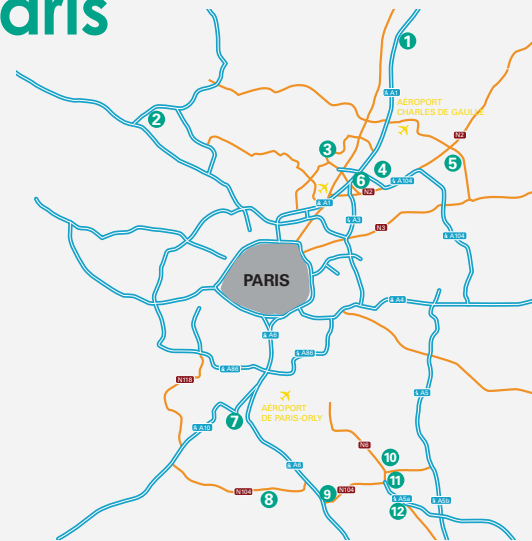 aris
1
A1
AÉROPORT
CHARLES DE GAULLE
2
N2
3
4
5
6
A104
N2
A1
A3
N3
A104
PARIS
A4
A6
A86
A86
N118
A5
AÉROPORT
DE PARIS-ORLY
7
A10
N6
10
A6
11
N104
8
9
N104
A5a
A5b
12